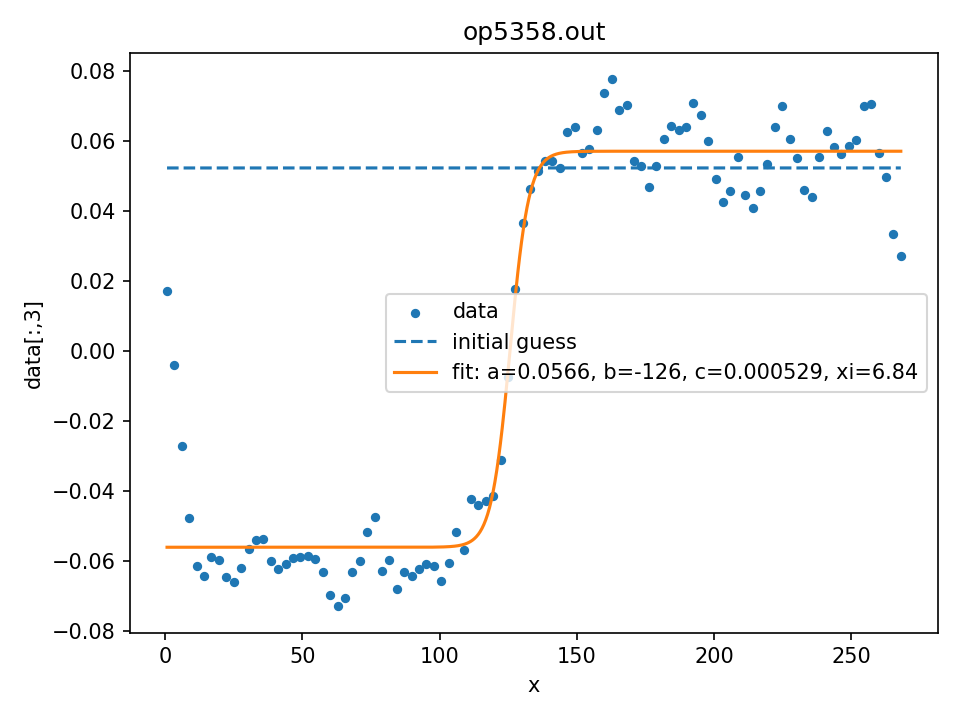 op5358.out
data[:,3]
0.08
0.06
0.04
0.02
0.00
−0.02
−0.04
−0.06
−0.08
data
initial guess
fit: a=0.0566, b=-126, c=0.000529, xi=6.84
0 50 100 150 200 250
x